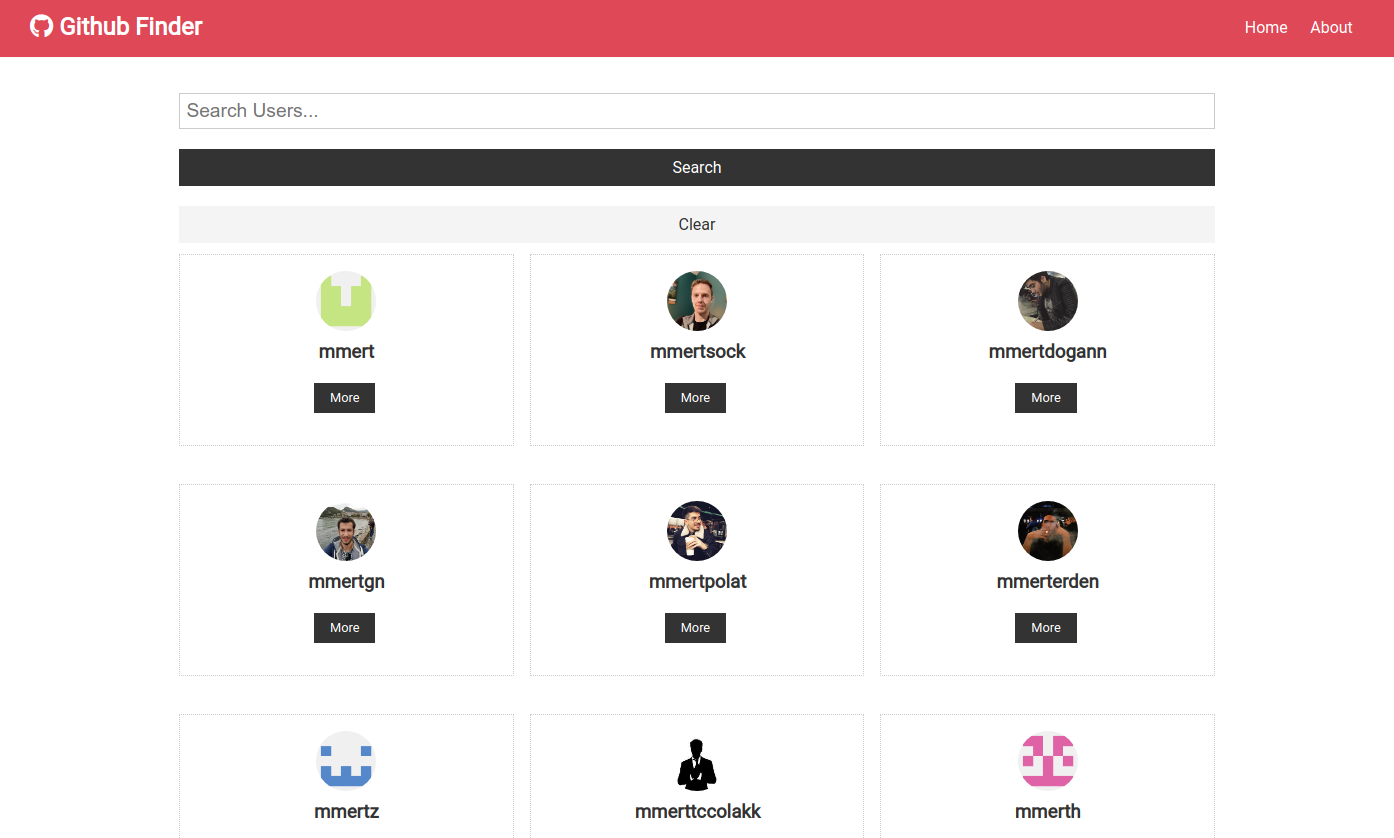 Github Finder
Home
About
Search Users...
Search
Clear
mmert
mmertsock
mmertdogann
More
More
More
mmertgn
mmertpolat
mmerterden
More
More
More
mmertz
mmerttccolakk
mmerth